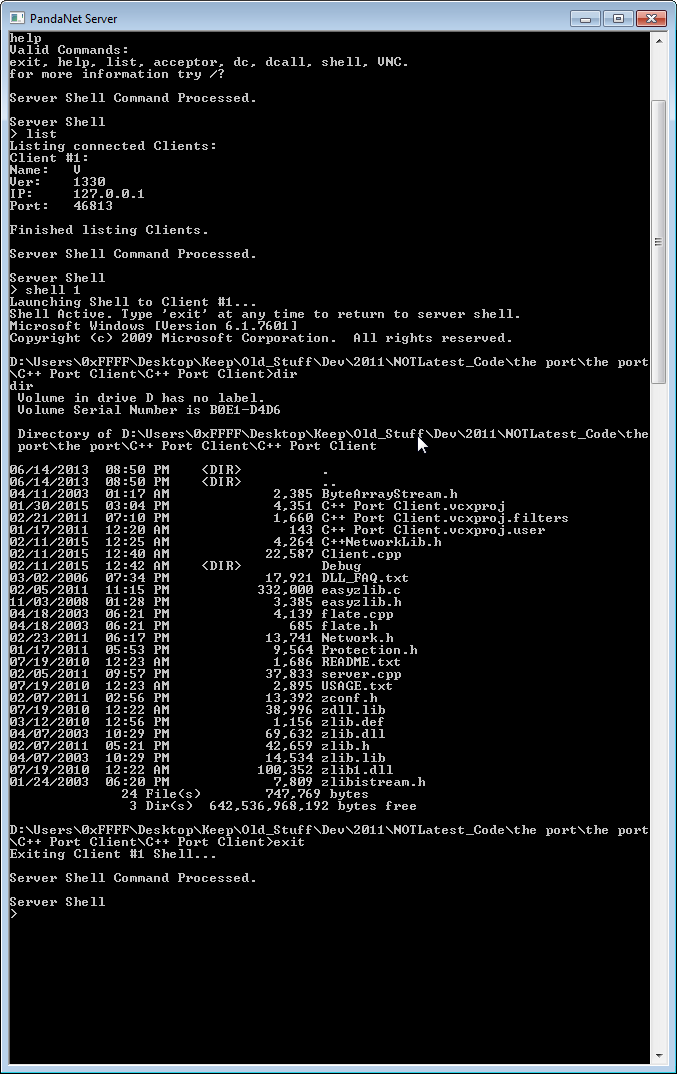 PandaNet Server
help
Valid Commands:
exit, help, list, acceptor, dc, dcall, shell, VNC.
for more information try /?
Server Shell Command Processed.
Server Shell
> list
Listing connected Clients:
Client #1:
Name: V
Ver: 1330
IP: 127.0.0.1
Port: 46813
Finished listing Clients.
Server Shell Command Processed.
Server Shell
> shell 1
Launching Shell to Client #1...
Shell Active. Type 'exit' at any time to return to server shell.
Microsoft Windows [Version 6.1.7601]
Copyright (c) 2009 Microsoft Corporation.  All rights reserved.
D:\Users\0xFFFF\Desktop\Keep\Old_Stuff\Dev\2011\NOTLatest_Code\the port\the port
\C++ Port Client\C++ Port Client>dir
dir
Volume in drive D has no label.
Volume Serial Number is B0E1-D4D6
Directory of D:\Users\0xFFFF\Desktop\Keep\Old_Stuff\Dev\2011\NOTLatest_Code\the
port\the port\C++ Port Client\C++ Port Client
06/14/2013  08:50 PM    <DIR>          .
06/14/2013  08:50 PM    <DIR>          ..
04/11/2003  01:17 AM             2,385 ByteArrayStream.h
01/30/2015  03:04 PM             4,351 C++ Port Client.vcxproj
02/21/2011  07:10 PM             1,660 C++ Port Client.vcxproj.filters
01/17/2011  12:20 AM               143 C++ Port Client.vcxproj.user
02/11/2015  12:25 AM             4,264 C++NetworkLib.h
02/11/2015  12:40 AM            22,587 Client.cpp
02/11/2015  12:42 AM    <DIR>          Debug
03/02/2006  07:34 PM            17,921 DLL_FAQ.txt
02/05/2011  11:15 PM           332,000 easyzlib.c
11/03/2008  01:28 PM             3,385 easyzlib.h
04/18/2003  06:21 PM             4,139 flate.cpp
04/18/2003  06:21 PM               685 flate.h
02/23/2011  06:17 PM            13,741 Network.h
01/17/2011  05:53 PM             9,564 Protection.h
07/19/2010  12:23 AM             1,686 README.txt
02/05/2011  09:57 PM            37,833 server.cpp
07/19/2010  12:23 AM             2,895 USAGE.txt
02/07/2011  02:56 PM            13,392 zconf.h
07/19/2010  12:22 AM            38,996 zdll.lib
03/12/2010  12:56 PM             1,156 zlib.def
04/07/2003  10:29 PM            69,632 zlib.dll
02/07/2011  05:21 PM            42,659 zlib.h
04/07/2003  10:29 PM            14,534 zlib.lib
07/19/2010  12:22 AM           100,352 zlib1.dll
01/24/2003  06:20 PM             7,809 zlibistream.h
24 File(s)        747,769 bytes
3 Dir(s)  642,536,968,192 bytes free
D:\Users\0xFFFF\Desktop\Keep\Old_Stuff\Dev\2011\NOTLatest_Code\the port\the port
\C++ Port Client\C++ Port Client>exit
Exiting Client #1 Shell...
Server Shell Command Processed.
Server Shell
>